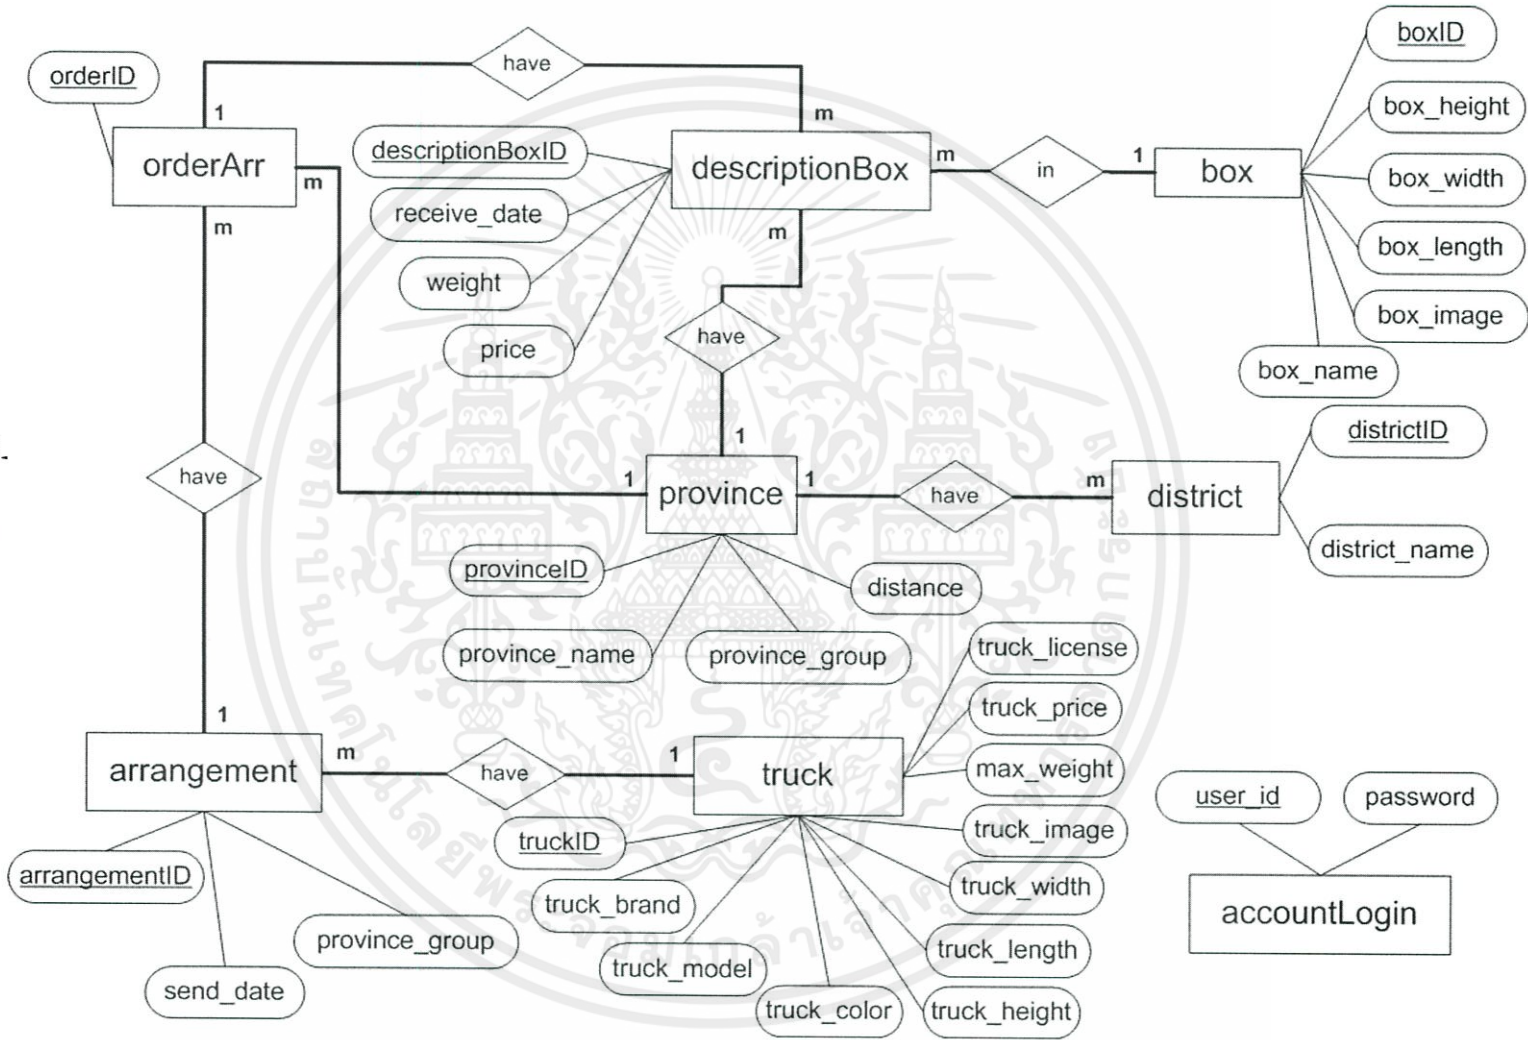 boxID
orderID
have
box_height
1
m
descriptionBoxID
orderArr
m
descriptionBox
m
in
1
box
box_width
receive_date
m
m
box_length
weight
box_image
have
price
box_name
1
districtID
have
1
province
1
have
m
district
provinceID
distance
district_name
province_name
province_group
truck_license
truck_price
1
arrangement
m
have
1
truck
max_weight
user_id
password
truckID
truck_image
arrangementID
truck_brand
truck_width
accountLogin
province_group
truck_model
truck_length
send_date
truck_color
truck_height